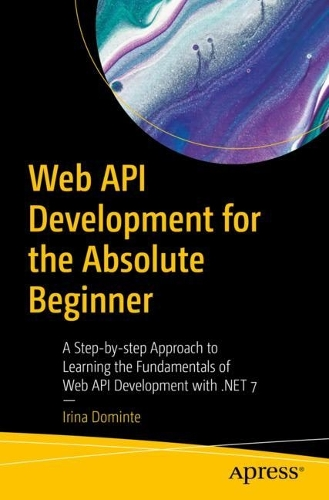 Web API
Development for
the Absolute
Beginner
A Step-by-step Approach to
Learning the Fundamentals of
Web API Development with .NET 7
—
Irina Dominte
Apress®